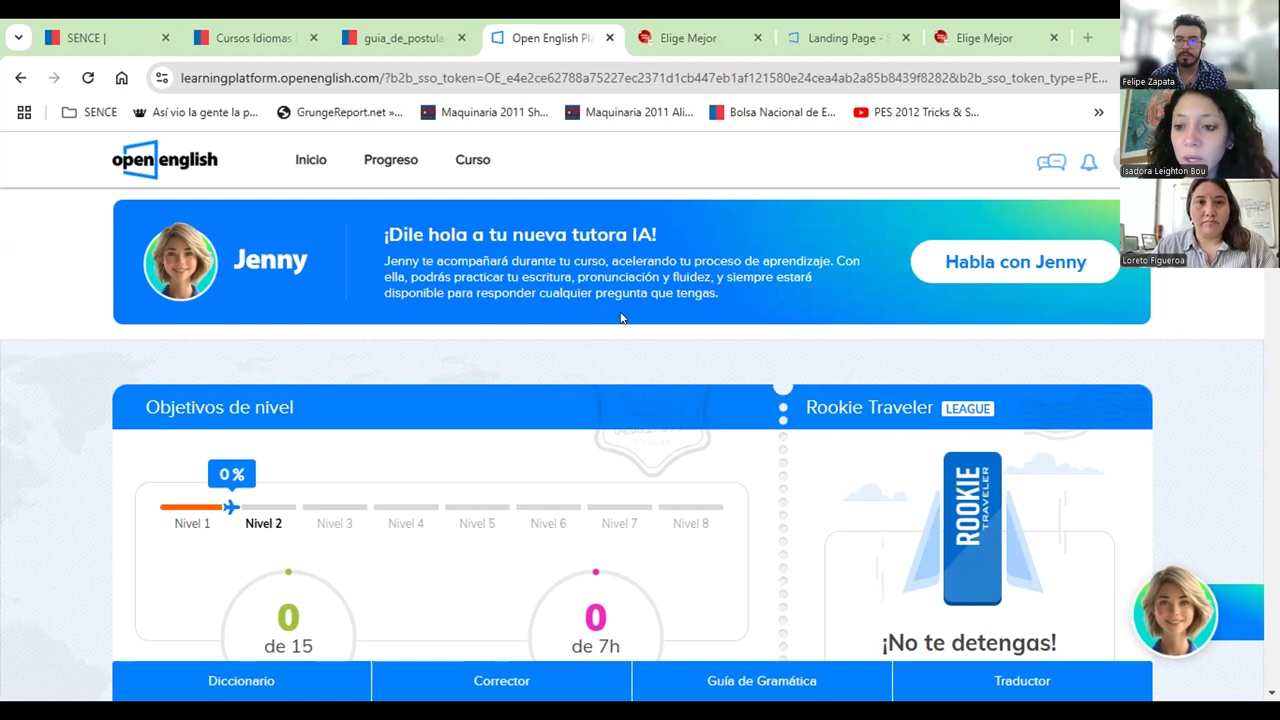 SENCE |
Cursos Idiomas
guia_de_postula
Open English Pla
Elige Mejor
Landing Page - S
Elige Mejor
learningplatform.openenglish.com/?b2b_sso_token=OE_e4e2ce62788a75227ec2371d1cb447eb1af121580e24cea4ab2a85b8439f8282&b2b_sso_token_type=PE...
SENCE
Así vio la gente la p...
GrungeReport.net »...
Maquinaria 2011 Sh...
Maquinaria 2011 Ali...
Bolsa Nacional de E...
PES 2012 Tricks & S...
»
open english
Inicio
Progreso
Curso
Felipe Zapata
Isadora Leighton Bou
Loreto Figueroa
Jenny
¡Dile hola a tu nueva tutora IA!
Jenny te acompañará durante tu curso, acelerando tu proceso de aprendizaje. Con
ella, podrás practicar tu escritura, pronunciación y fluidez, y siempre estará
disponible para responder cualquier pregunta que tengas.
Habla con Jenny
Objetivos de nivel
Rookie Traveler LEAGUE
0%
Nivel 1
Nivel 2
Nivel 3
Nivel 4
Nivel 5
Nivel 6
Nivel 7
Nivel 8
0
de 15
0
de 7h
ROOKIE
TRAVELER
¡No te detengas!
Diccionario
Corrector
Guía de Gramática
Traductor